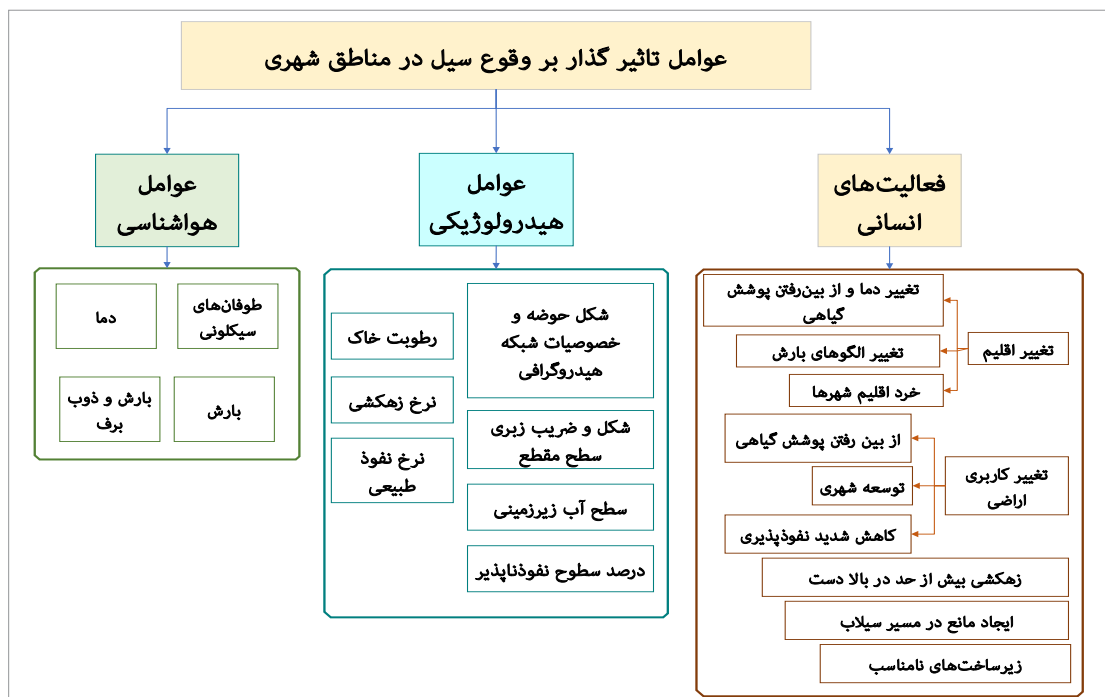 عوامل تاثیر گذار بر وقوع سیل در مناطق شهری
فعالیت‌های
انسانی
تغییر دما و از بین‌رفتن پوشش
گیاهی
تغییر اقلیم
تغییر الگوهای بارش
خرد اقلیم شهرها
از بین رفتن پوشش گیاهی
تغییر کاربری
اراضی
توسعه شهری
کاهش شدید نفوذپذیری
زهکشی بیش از حد در بالا دست
ایجاد مانع در مسیر سیلاب
زیرساخت‌های نامناسب
عوامل
هیدرولوژیکی
شکل حوضه و
خصوصیات شبکه
هیدروگرافی
شکل و ضریب زبری
سطح مقطع
سطح آب زیرزمینی
درصد سطوح نفوذناپذیر
رطوبت خاک
نرخ زهکشی
نرخ نفوذ
طبیعی
عوامل
هواشناسی
طوفان‌های
سیکلونی
دما
بارش
بارش و ذوب
برف